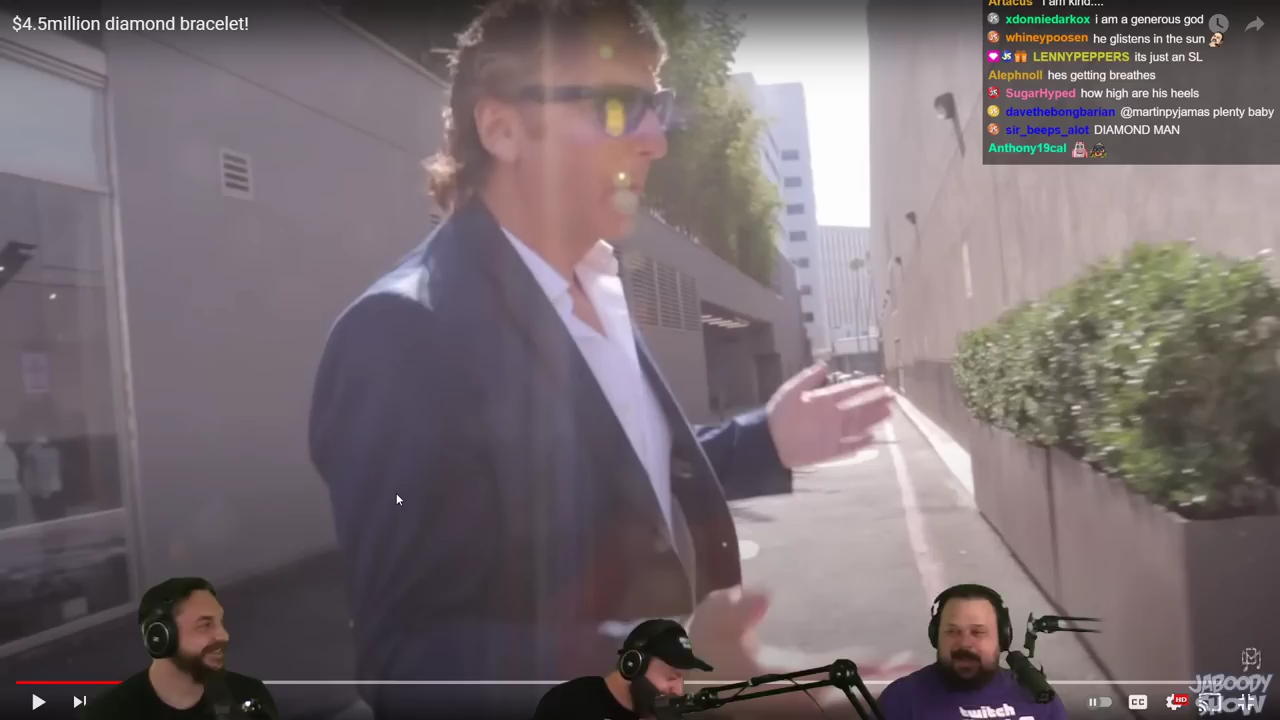 $4.5million diamond bracelet!
Artacus i am kind....
xdonniedarkox i am a generous god
whineypoosen he glistens in the sun
LENNYPEPPERS its just an SL
Alephnoll hes getting breathes
SugarHyped how high are his heels
davethebongbarian @martinpyjamas plenty baby
sir_beeps_alot DIAMOND MAN
Anthony19cal
twitch
CC
HD
JABOODY
SHOW